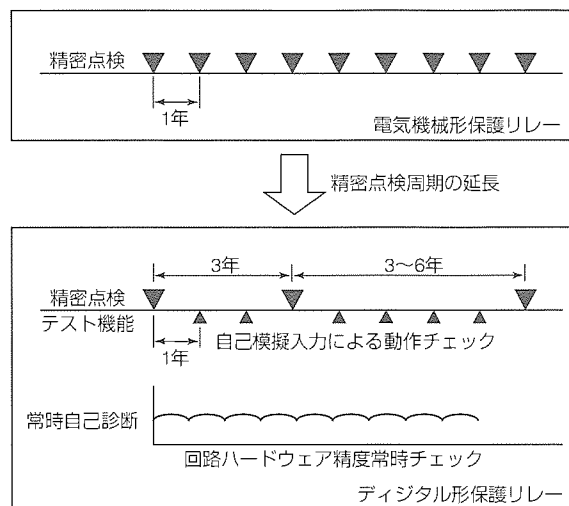 精密点検
1年
電気機械形保護リレー
精密点検周期の延長
3年
3～6年
精密点検
テスト機能
1年
自己模擬入力による動作チェック
常時自己診断
回路ハードウェア精度常時チェック
ディジタル形保護リレー